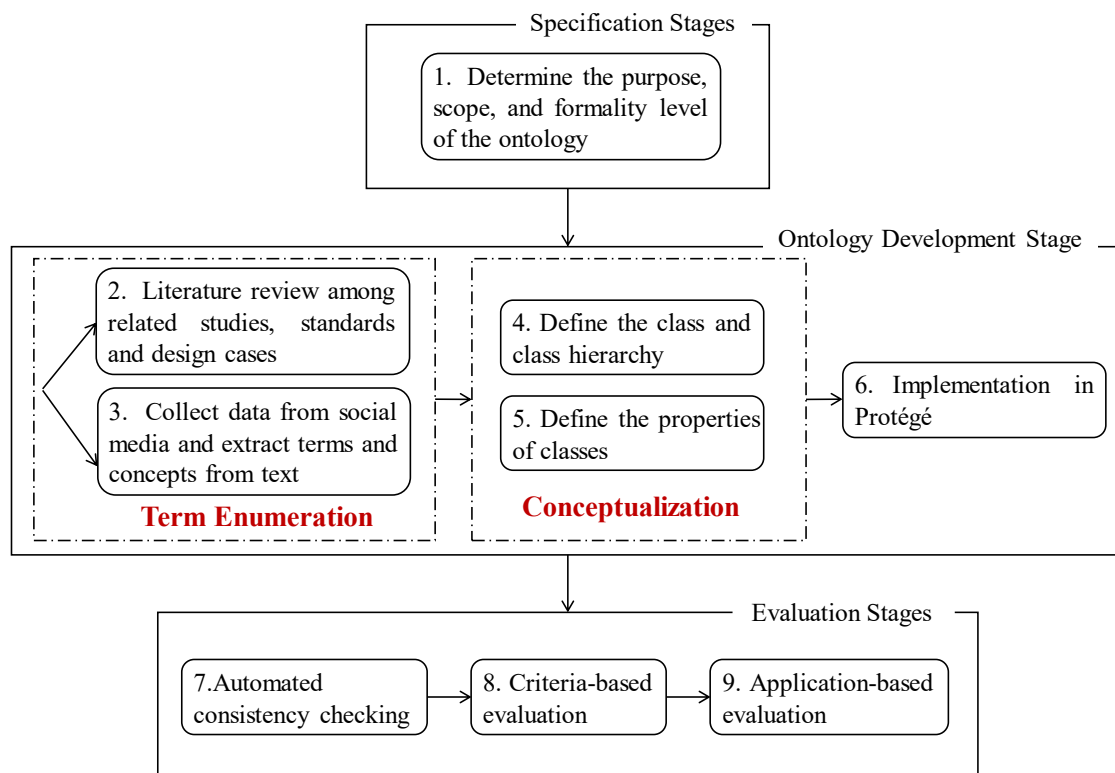 Specification Stages
1. Determine the purpose,
scope, and formality level
of the ontology
Ontology Development Stage
2. Literature review among
related studies, standards
and design cases
3. Collect data from social
media and extract terms and
concepts from text
Term Enumeration
4. Define the class and
class hierarchy
5. Define the properties
of classes
Conceptualization
6. Implementation in
Protégé
Evaluation Stages
7.Automated
consistency checking
8. Criteria-based
evaluation
9. Application-based
evaluation